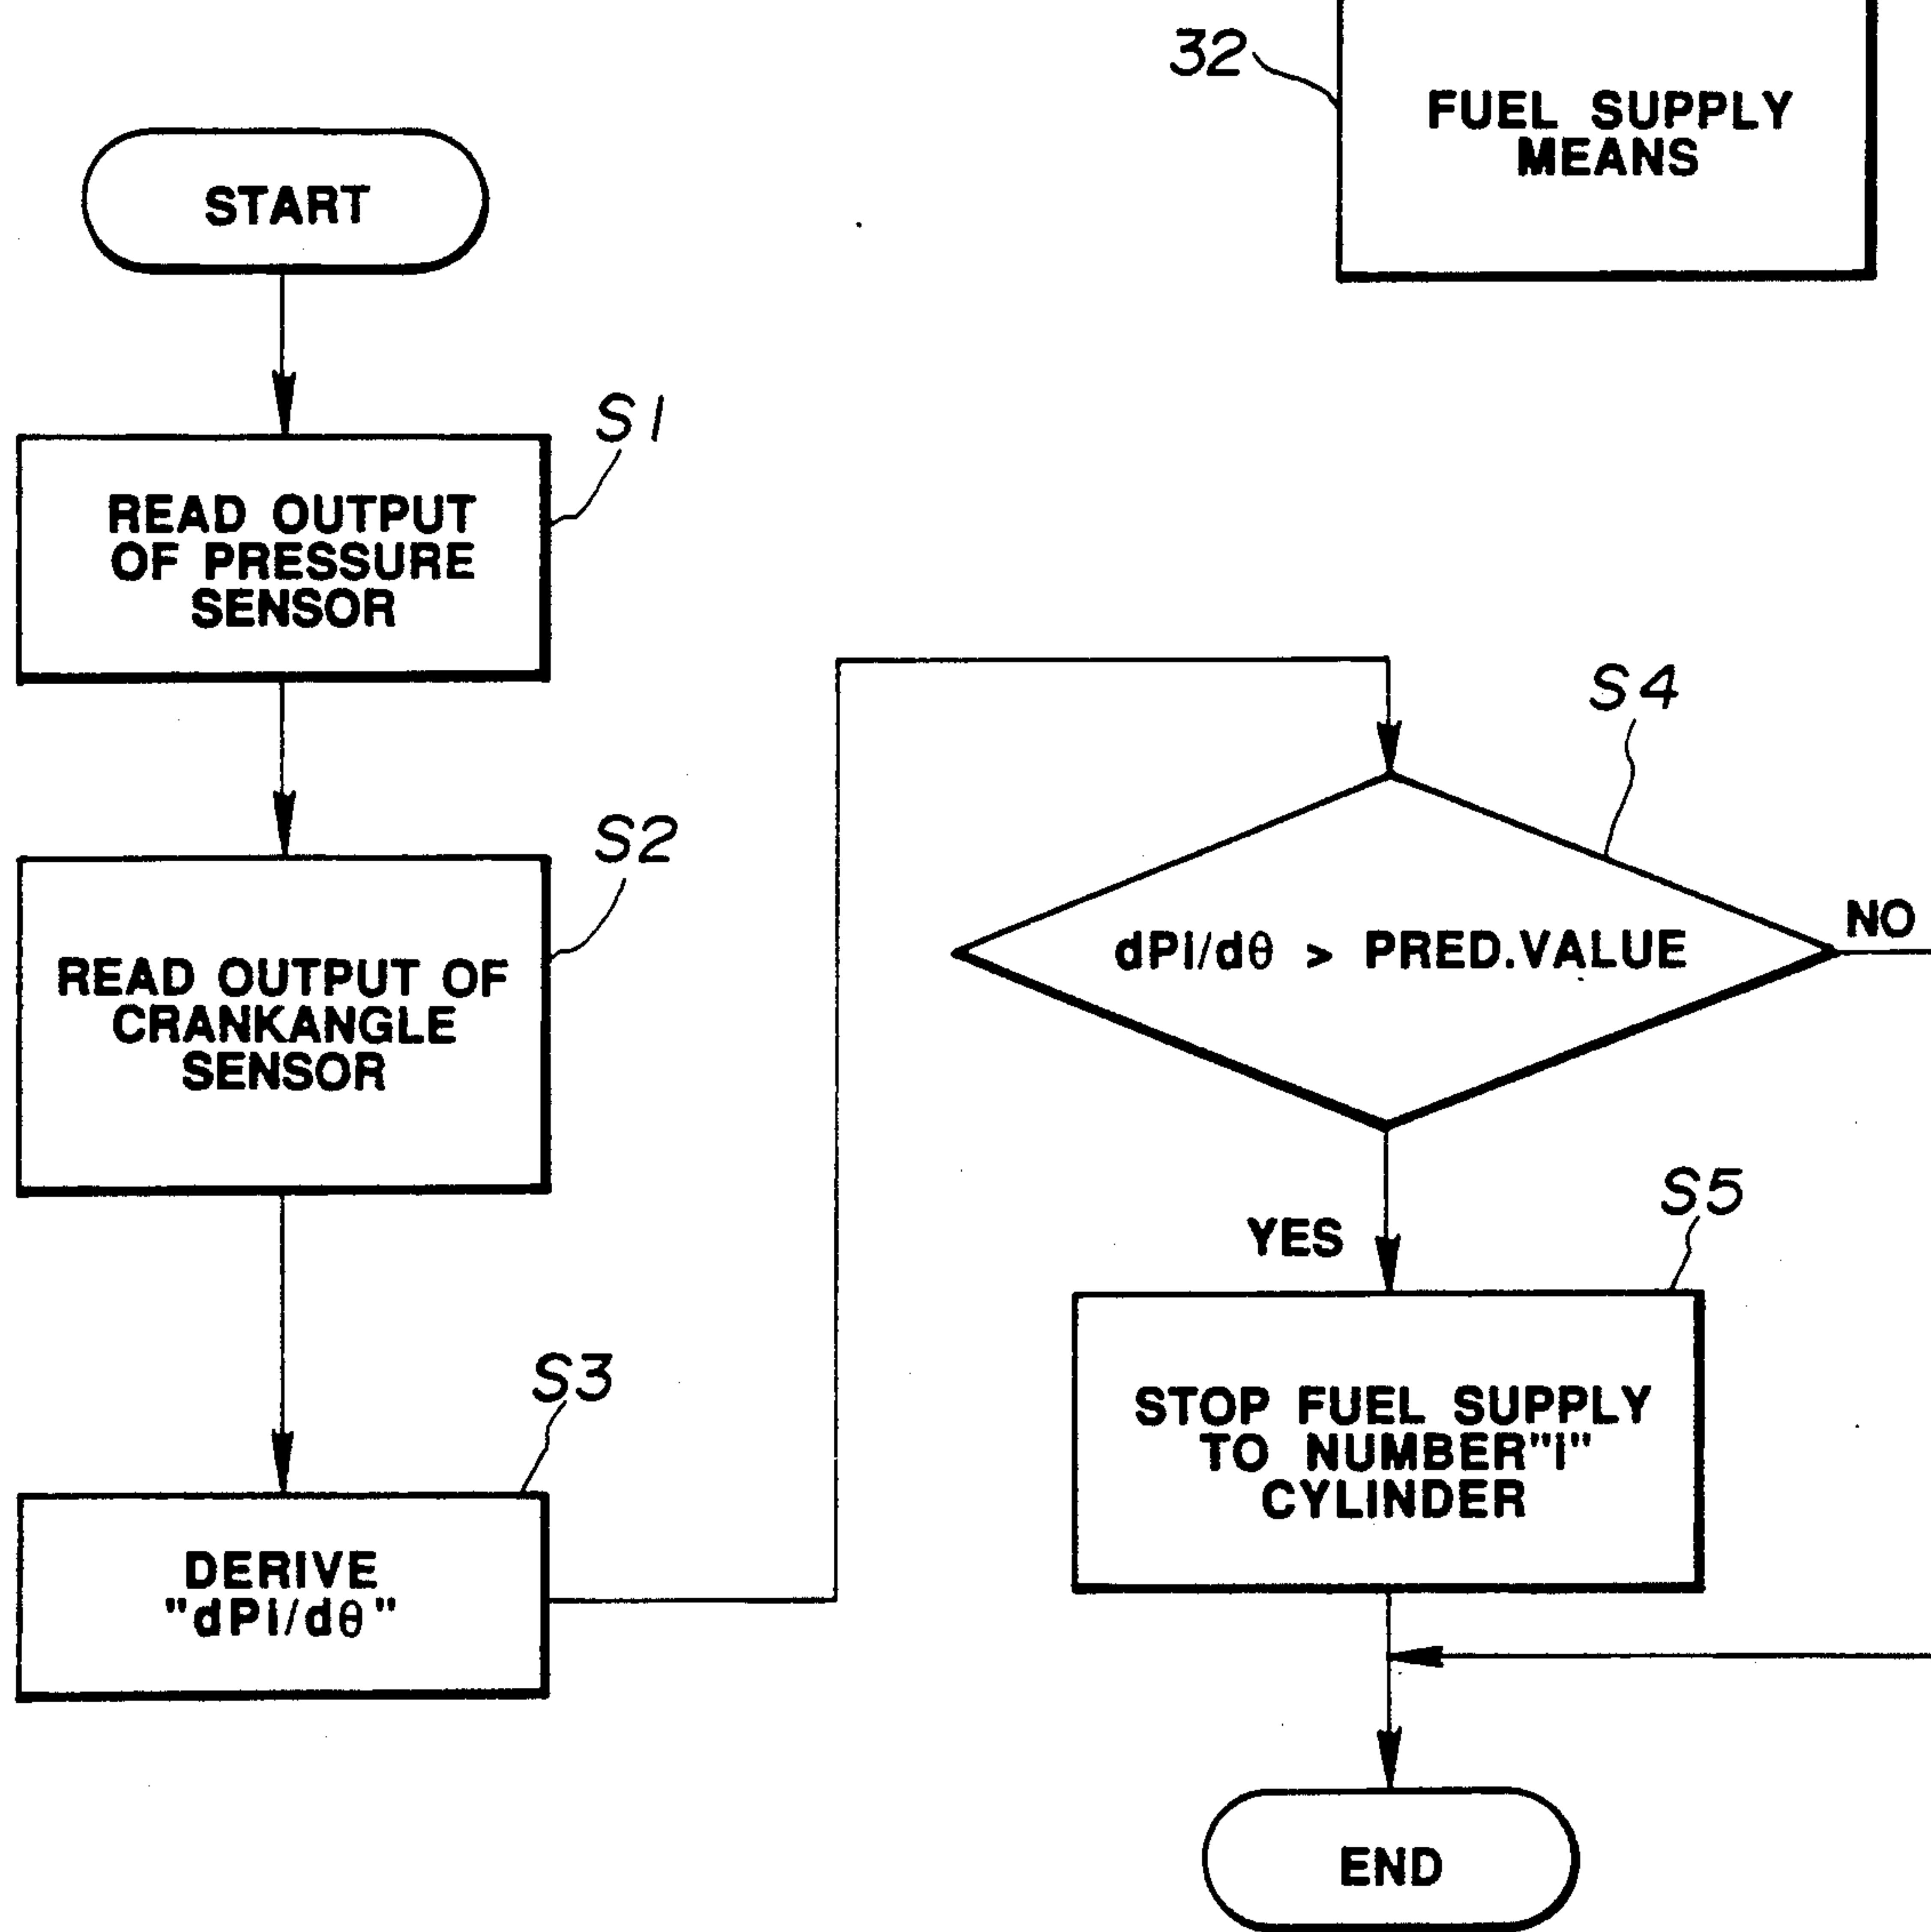 32
FUEL SUPPLY
MEANS
START
S1
READ OUTPUT
OF PRESSURE
SENSOR
S2
READ OUTPUT OF
CRANKANGLE
SENSOR
S3
DERIVE
"dPi/dθ"
S4
dPi/dθ > PRED.VALUE
NO
YES
S5
STOP FUEL SUPPLY
TO NUMBER"i"
CYLINDER
END